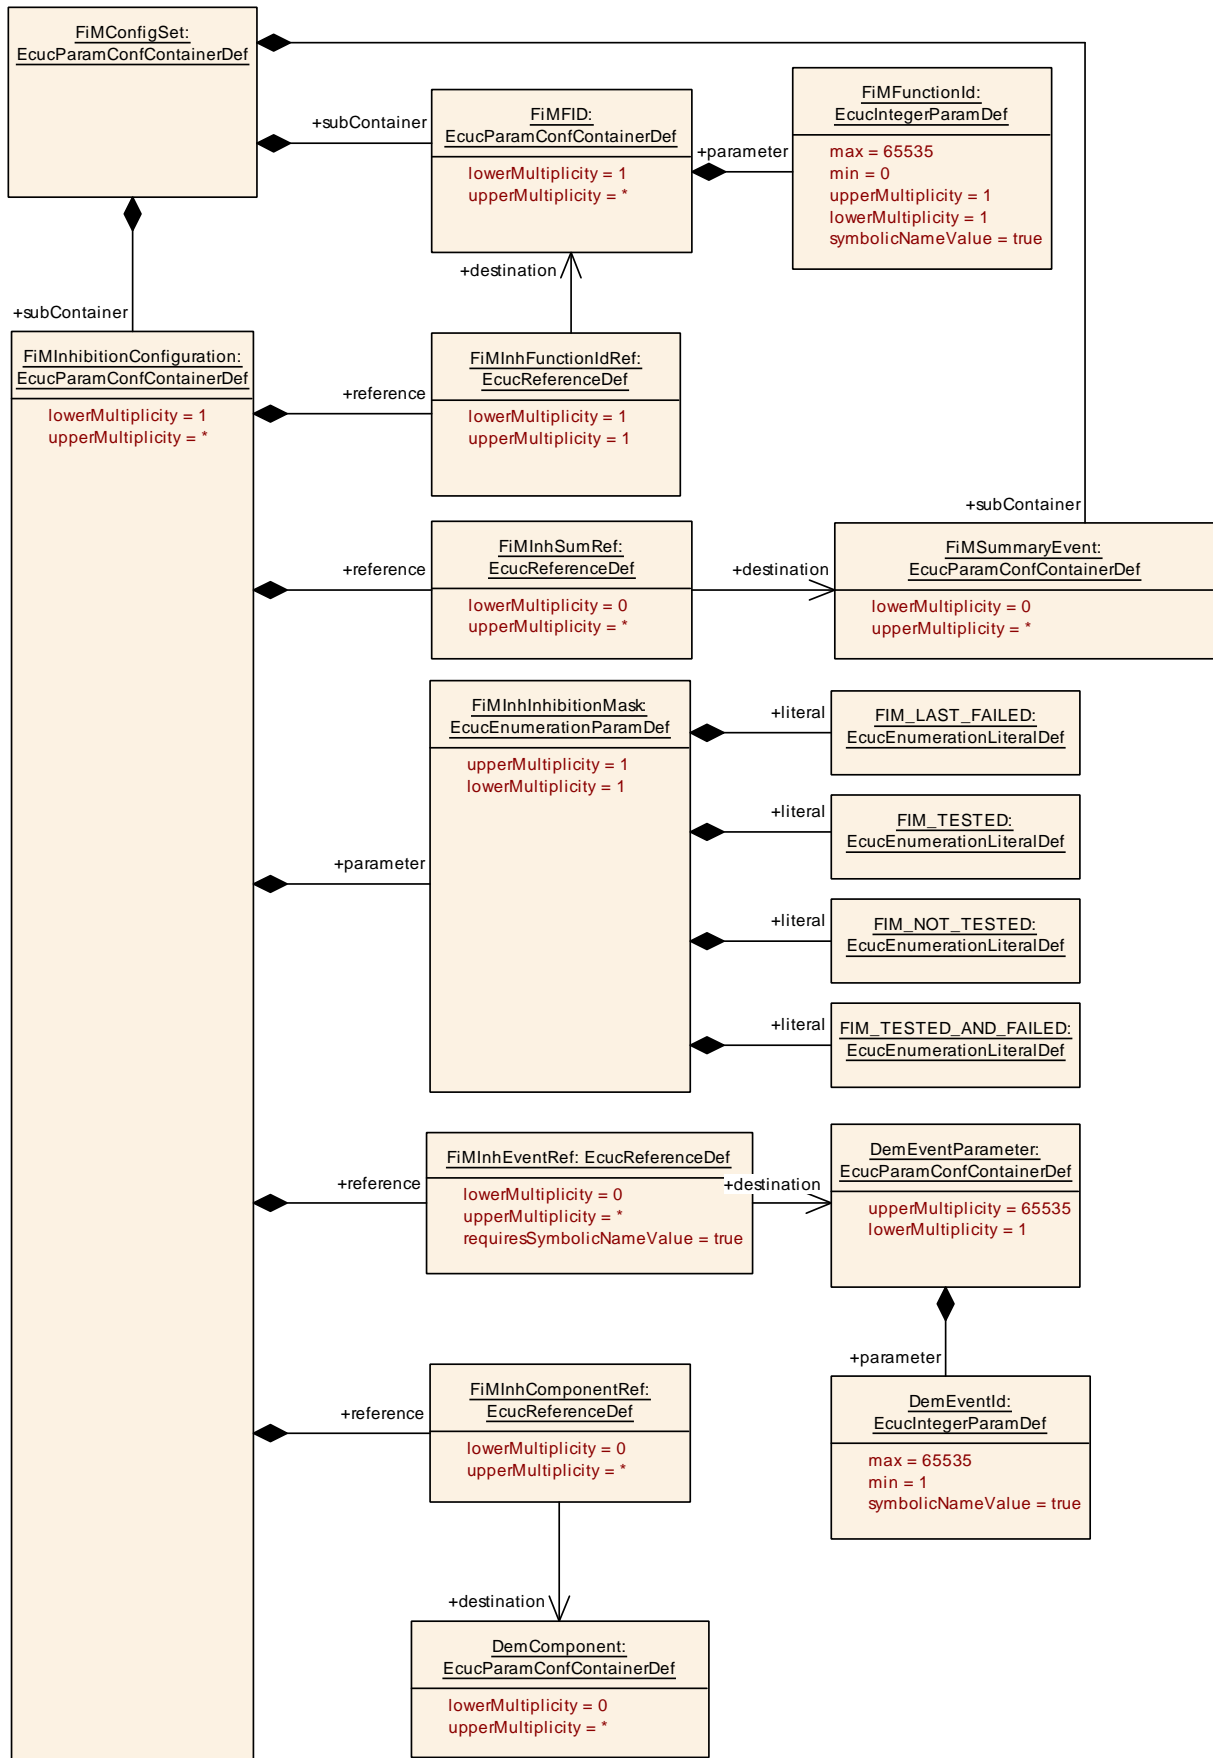 FiMConfigSet:
EcucParamConfContainerDef
+subContainer
FiMFID:
EcucParamConfContainerDef
lowerMultiplicity = 1
upperMultiplicity = *
+parameter
FiMFunctionId:
EcucIntegerParamDef
max = 65535
min = 0
upperMultiplicity = 1
lowerMultiplicity = 1
symbolicNameValue = true
+destination
+subContainer
FiMInhibitionConfiguration:
EcucParamConfContainerDef
lowerMultiplicity = 1
upperMultiplicity = *
+reference
FiMInhFunctionIdRef:
EcucReferenceDef
lowerMultiplicity = 1
upperMultiplicity = 1
+subContainer
+reference
FiMInhSumRef:
EcucReferenceDef
lowerMultiplicity = 0
upperMultiplicity = *
+destination
FiMSummaryEvent:
EcucParamConfContainerDef
lowerMultiplicity = 0
upperMultiplicity = *
+parameter
FiMInhInhibitionMask:
EcucEnumerationParamDef
upperMultiplicity = 1
lowerMultiplicity = 1
+literal
FIM_LAST_FAILED:
EcucEnumerationLiteralDef
+literal
FIM_TESTED:
EcucEnumerationLiteralDef
+literal
FIM_NOT_TESTED:
EcucEnumerationLiteralDef
+literal
FIM_TESTED_AND_FAILED:
EcucEnumerationLiteralDef
+reference
FiMInhEventRef: EcucReferenceDef
lowerMultiplicity = 0
upperMultiplicity = *
requiresSymbolicNameValue = true
+destination
DemEventParameter:
EcucParamConfContainerDef
upperMultiplicity = 65535
lowerMultiplicity = 1
+parameter
DemEventId:
EcucIntegerParamDef
max = 65535
min = 1
symbolicNameValue = true
+reference
FiMInhComponentRef:
EcucReferenceDef
lowerMultiplicity = 0
upperMultiplicity = *
+destination
DemComponent:
EcucParamConfContainerDef
lowerMultiplicity = 0
upperMultiplicity = *